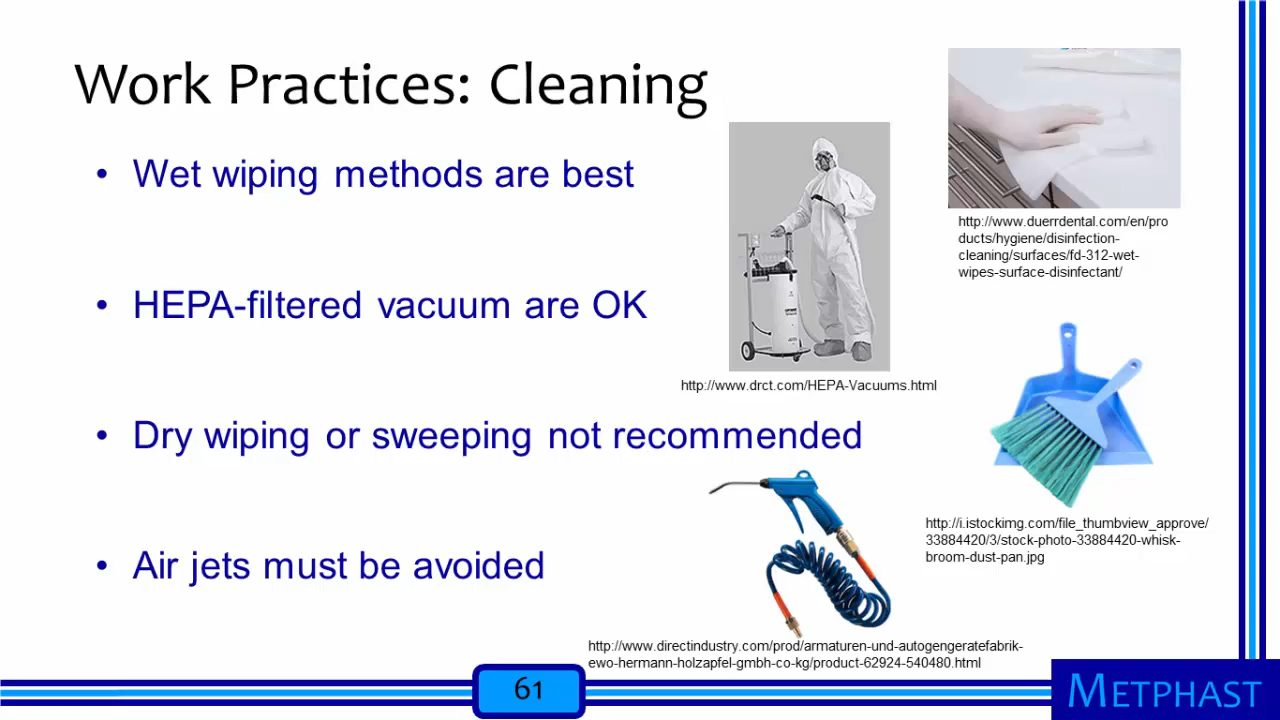 Work Practices: Cleaning
• Wet wiping methods are best
• HEPA-filtered vacuum are OK
• Dry wiping or sweeping not recommended
• Air jets must be avoided
http://www.duerrdental.com/en/pro
ducts/hygiene/disinfection-
cleaning/surfaces/fd-312-wet-
wipes-surface-disinfectant/
http://www.drct.com/HEPA-Vacuums.html
http://i.istockimg.com/file_thumbview_approve/
33884420/3/stock-photo-33884420-whisk-
broom-dust-pan.jpg
http://www.directindustry.com/prod/armaturen-und-autogengeratefabrik-
ewo-hermann-holzapfel-gmbh-co-kg/product-62924-540480.html
61
METPHAST